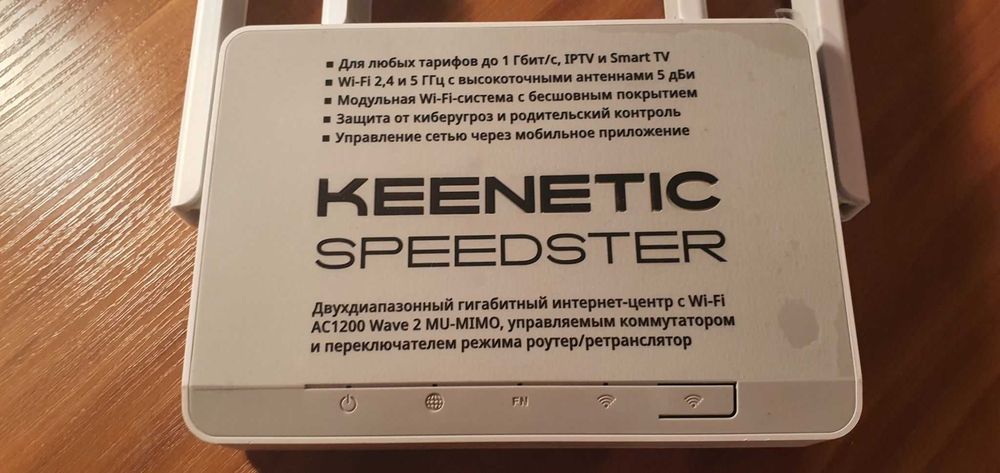 ▪ Для любых тарифов до 1 Гбит/с, IPTV и Smart TV
▪ Wi-Fi 2,4 и 5 ГГц с высокоточными антеннами 5 дБи
▪ Модульная Wi-Fi-система с бесшовным покрытием
▪ Защита от киберугроз и родительский контроль
▪ Управление сетью через мобильное приложение
KEENETIC
SPEEDSTER
Двухдиапазонный гигабитный интернет-центр с Wi-Fi
AC1200 Wave 2 MU-MIMO, управляемым коммутатором
и переключателем режима роутер/ретранслятор
FN